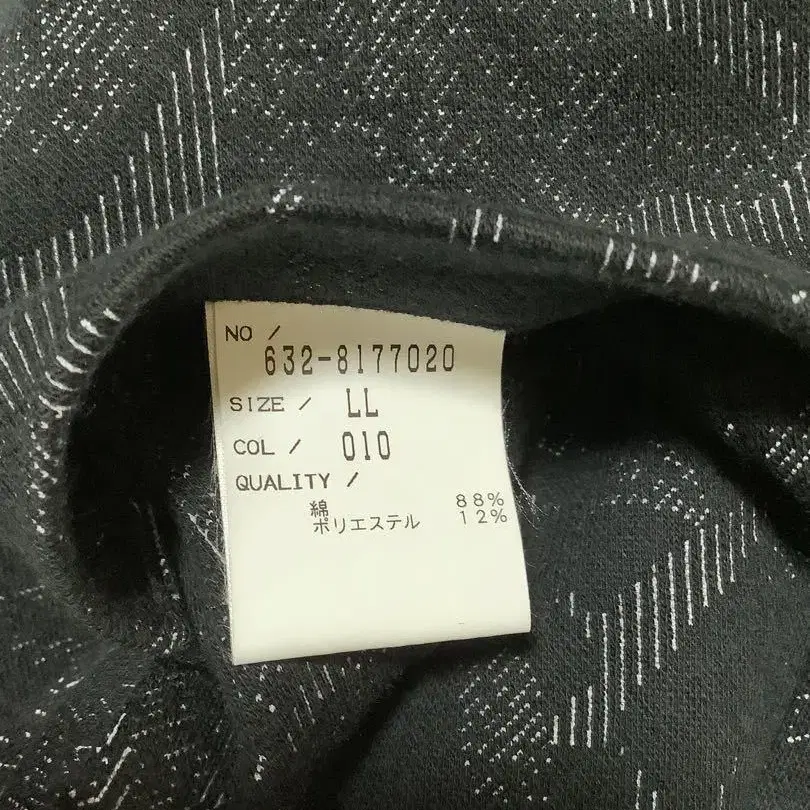 NO / 632-8177020
SIZE / LL
COL / 010
QUALITY /
綿 88%
ポリエステル 12%